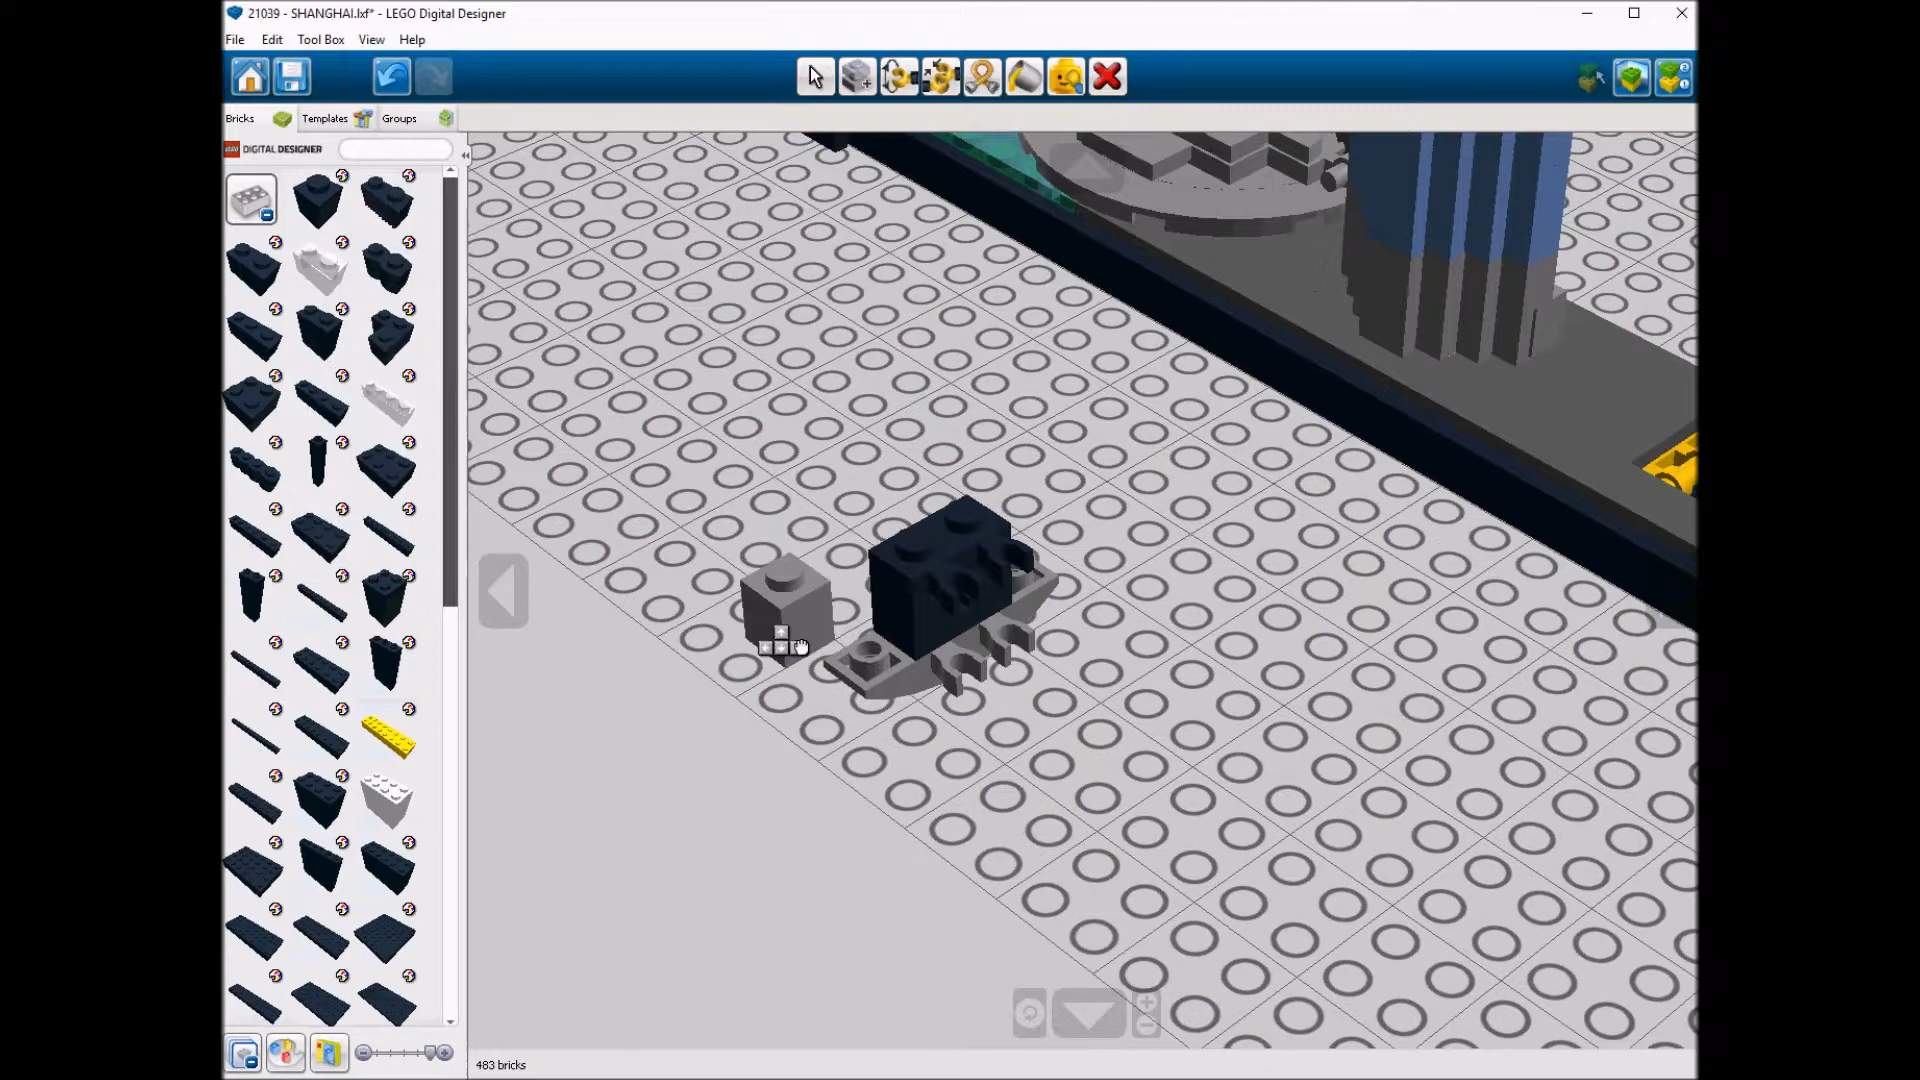 21039 - SHANGHAI.lxf* - LEGO Digital Designer
File Edit Tool Box View Help
Bricks Templates Groups
LEGO DIGITAL DESIGNER
483 bricks